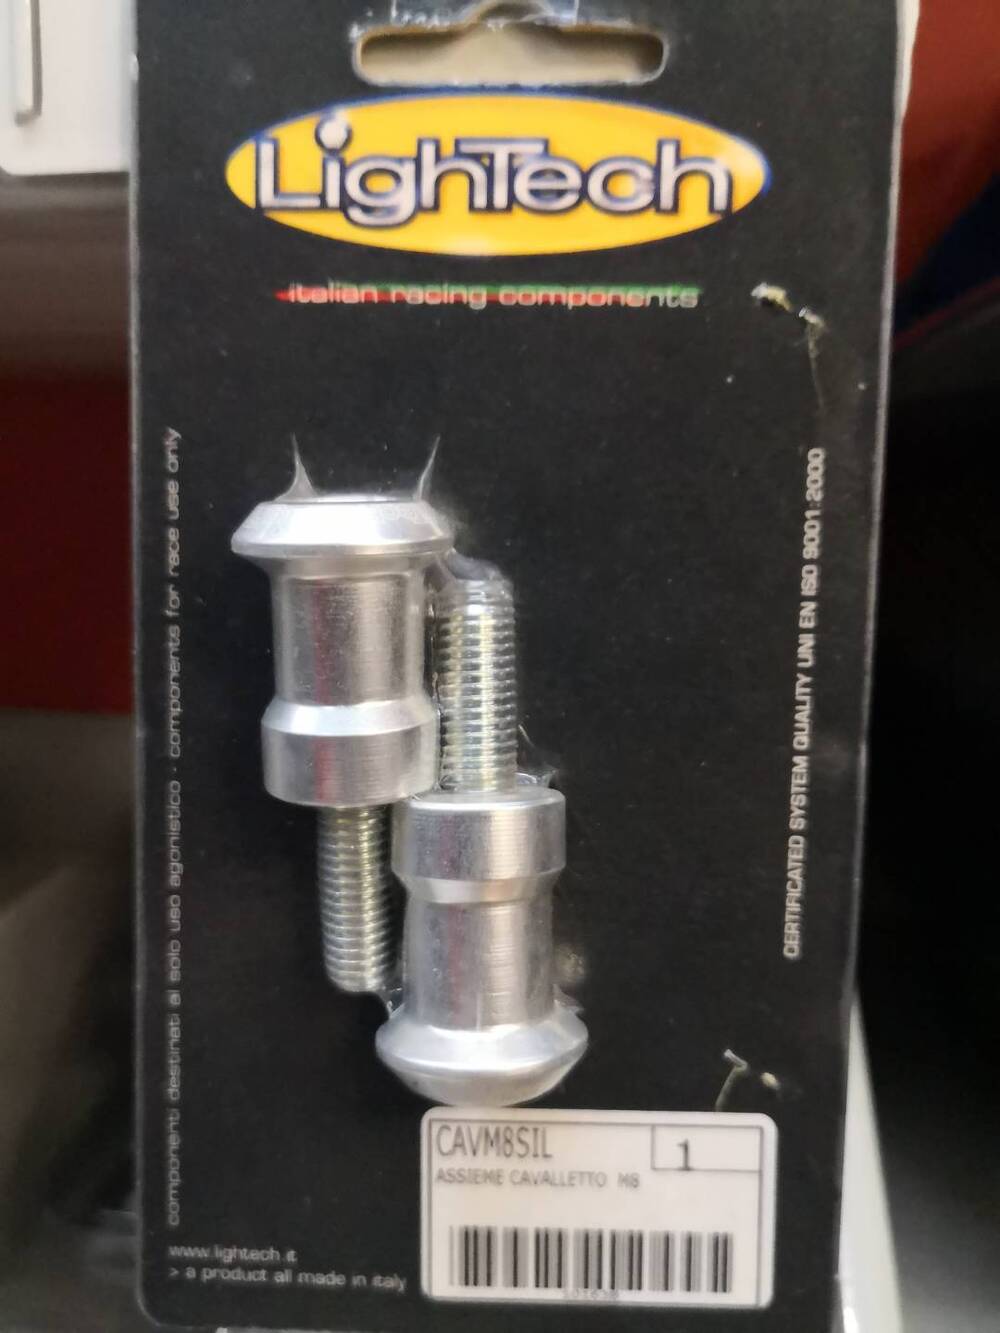 LighTech
italian racing components
componenti destinati al solo uso agonistico · components for race use only
CERTIFICATED SYSTEM QUALITY UNI EN ISO 9001:2000
CAVM8SIL
1
ASSIEME CAVALLETTO M8
www.lightech.it
> a product all made in italy